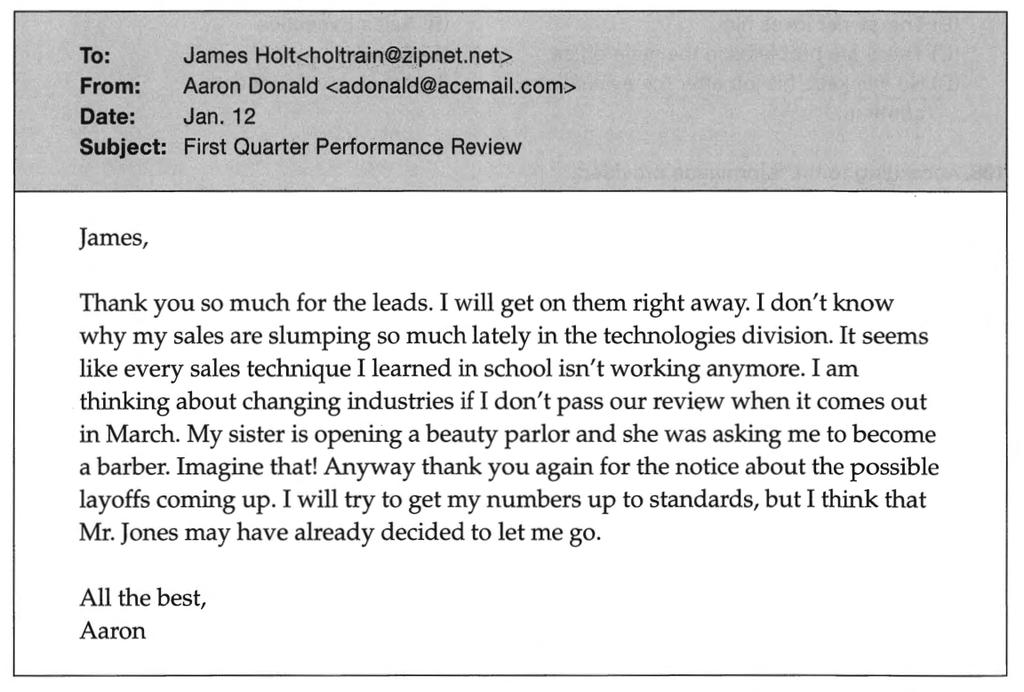 To: James Holt<holtrain@zipnet.net>
From: Aaron Donald <adonald@acemail.com>
Date: Jan. 12
Subject: First Quarter Performance Review
James,
Thank you so much for the leads. I will get on them right away. I don't know
why my sales are slumping so much lately in the technologies division. It seems
like every sales technique I learned in school isn't working anymore. I am
thinking about changing industries if I don't pass our review when it comes out
in March. My sister is opening a beauty parlor and she was asking me to become
a barber. Imagine that! Anyway thank you again for the notice about the possible
layoffs coming up. I will try to get my numbers up to standards, but I think that
Mr. Jones may have already decided to let me go.
All the best,
Aaron